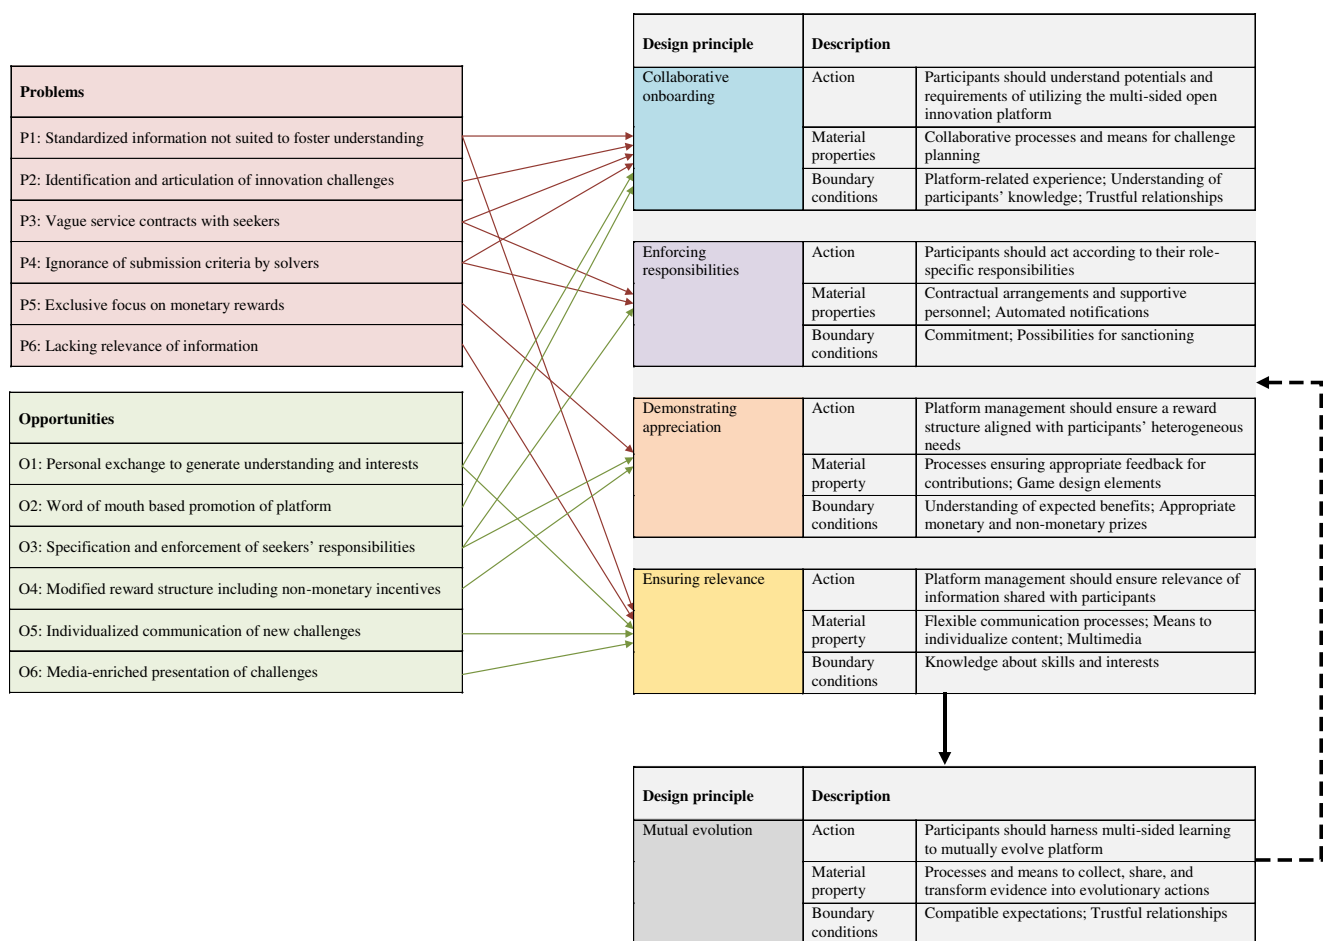 Problems
P1: Standardized information not suited to foster understanding
P2: Identification and articulation of innovation challenges
P3: Vague service contracts with seekers
P4: Ignorance of submission criteria by solvers
P5: Exclusive focus on monetary rewards
P6: Lacking relevance of information
Opportunities
O1: Personal exchange to generate understanding and interests
O2: Word of mouth based promotion of platform
O3: Specification and enforcement of seekers’ responsibilities
O4: Modified reward structure including non-monetary incentives
O5: Individualized communication of new challenges
O6: Media-enriched presentation of challenges
Design principle
Description
Collaborative
onboarding
Action
Participants should understand potentials and
requirements of utilizing the multi-sided open
innovation platform
Material
properties
Collaborative processes and means for challenge
planning
Boundary
conditions
Platform-related experience; Understanding of
participants’ knowledge; Trustful relationships
Enforcing
responsibilities
Action
Participants should act according to their role-
specific responsibilities
Material
properties
Contractual arrangements and supportive
personnel; Automated notifications
Boundary
conditions
Commitment; Possibilities for sanctioning
Demonstrating
appreciation
Action
Platform management should ensure a reward
structure aligned with participants’ heterogeneous
needs
Material
property
Processes ensuring appropriate feedback for
contributions; Game design elements
Boundary
conditions
Understanding of expected benefits; Appropriate
monetary and non-monetary prizes
Ensuring relevance
Action
Platform management should ensure relevance of
information shared with participants
Material
property
Flexible communication processes; Means to
individualize content; Multimedia
Boundary
conditions
Knowledge about skills and interests
Design principle
Description
Mutual evolution
Action
Participants should harness multi-sided learning
to mutually evolve platform
Material
property
Processes and means to collect, share, and
transform evidence into evolutionary actions
Boundary
conditions
Compatible expectations; Trustful relationships